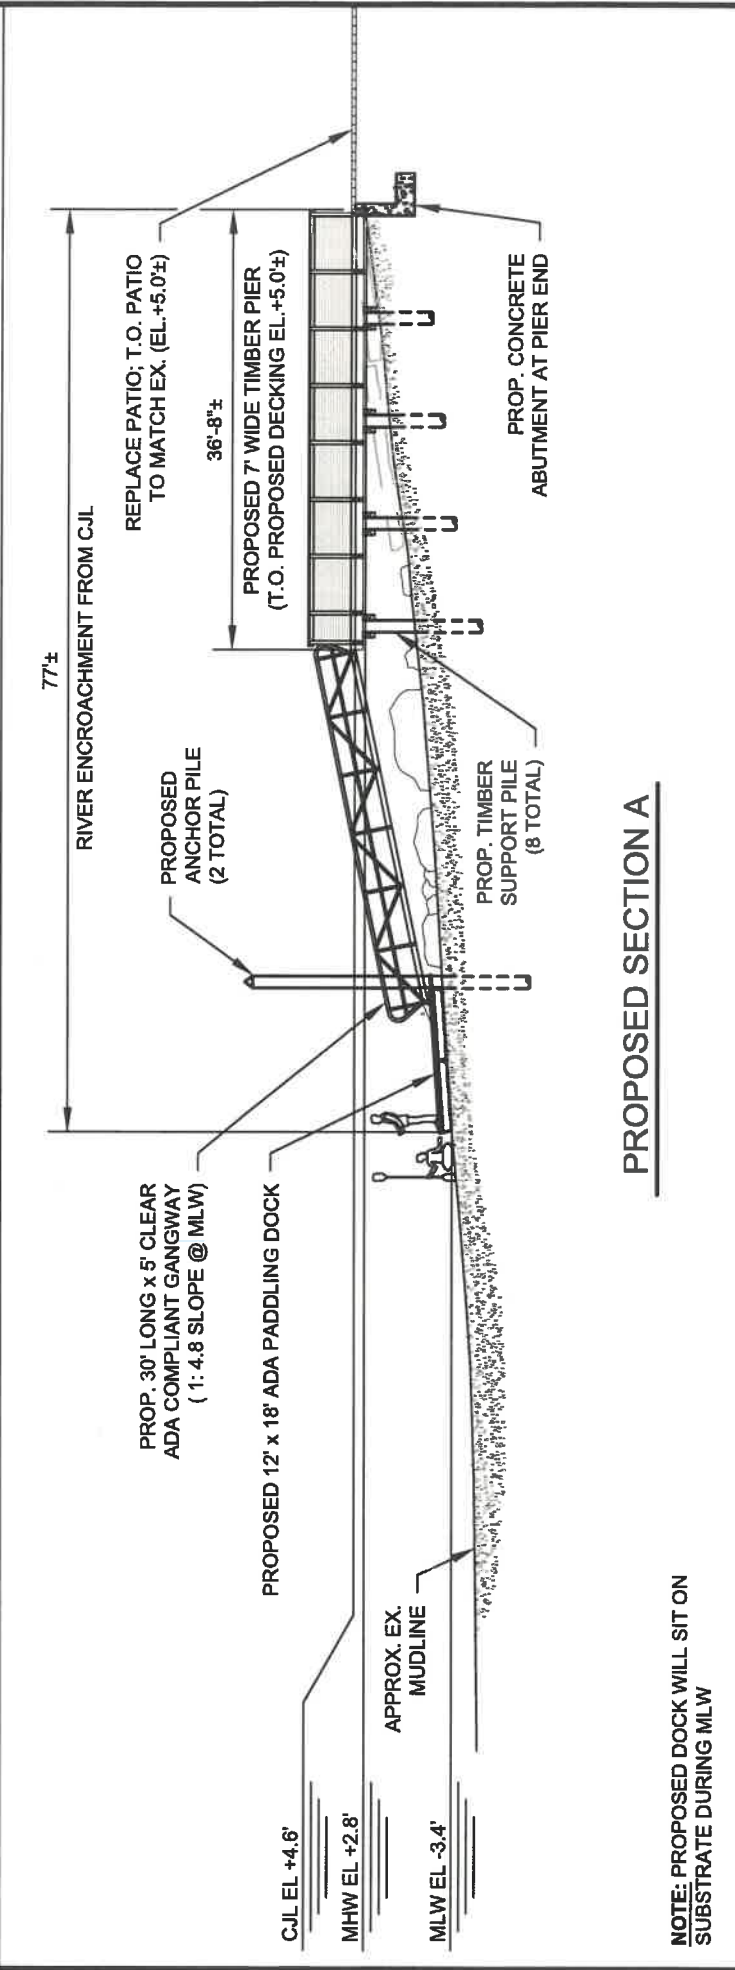 77'±
RIVER ENCROACHMENT FROM CJL
REPLACE PATIO; T.O. PATIO
TO MATCH EX. (EL.+5.0'±)
36'-8"±
PROPOSED 7' WIDE TIMBER PIER
(T.O. PROPOSED DECKING EL.+5.0'±)
PROPOSED
ANCHOR PILE
(2 TOTAL)
PROP. 30' LONG x 5' CLEAR
ADA COMPLIANT GANGWAY
( 1: 4.8 SLOPE @ MLW)
PROPOSED 12' x 18' ADA PADDLING DOCK
CJL EL +4.6'
MHW EL +2.8'
MLW EL -3.4'
APPROX. EX.
MUDLINE
PROP. TIMBER
SUPPORT PILE
(8 TOTAL)
PROP. CONCRETE
ABUTMENT AT PIER END
PROPOSED SECTION A
NOTE: PROPOSED DOCK WILL SIT ON
SUBSTRATE DURING MLW